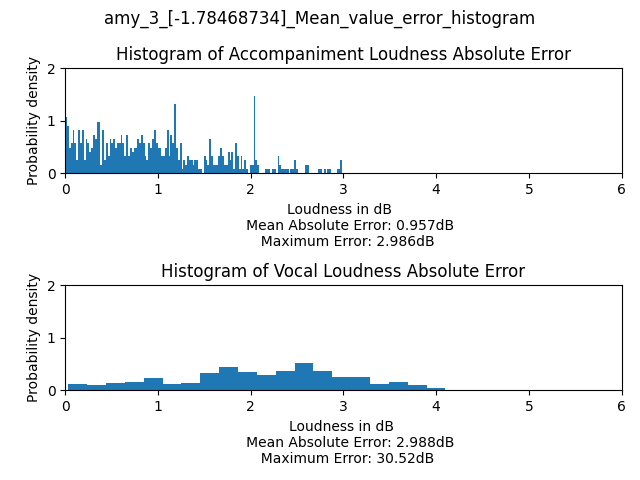 amy_3_[-1.78468734]_Mean_value_error_histogram
Histogram of Accompaniment Loudness Absolute Error
Probability density
2
1
0
0 1 2 3 4 5 6
Loudness in dB
Mean Absolute Error: 0.957dB
Maximum Error: 2.986dB
Histogram of Vocal Loudness Absolute Error
Probability density
2
1
0
0 1 2 3 4 5 6
Loudness in dB
Mean Absolute Error: 2.988dB
Maximum Error: 30.52dB